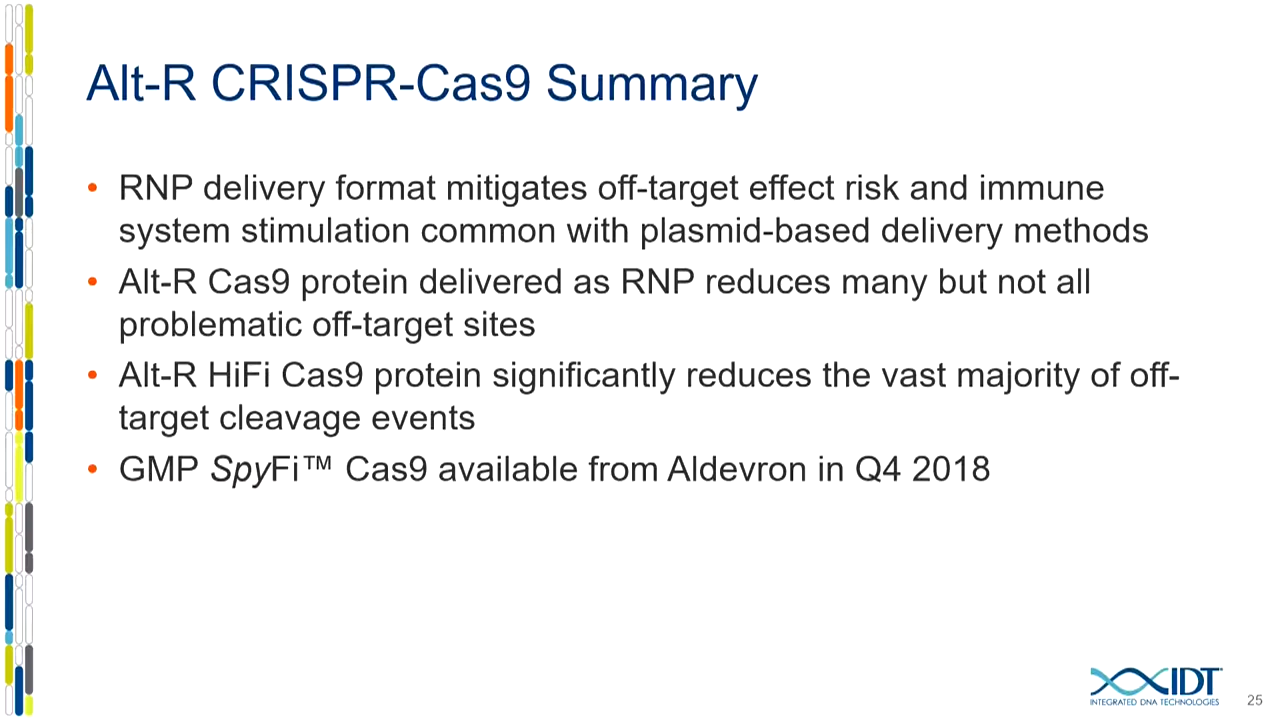 Alt-R CRISPR-Cas9 Summary
• RNP delivery format mitigates off-target effect risk and immune
system stimulation common with plasmid-based delivery methods
• Alt-R Cas9 protein delivered as RNP reduces many but not all
problematic off-target sites
• Alt-R HiFi Cas9 protein significantly reduces the vast majority of off-
target cleavage events
• GMP SpyFi™ Cas9 available from Aldevron in Q4 2018
IDT
INTEGRATED DNA TECHNOLOGIES
25